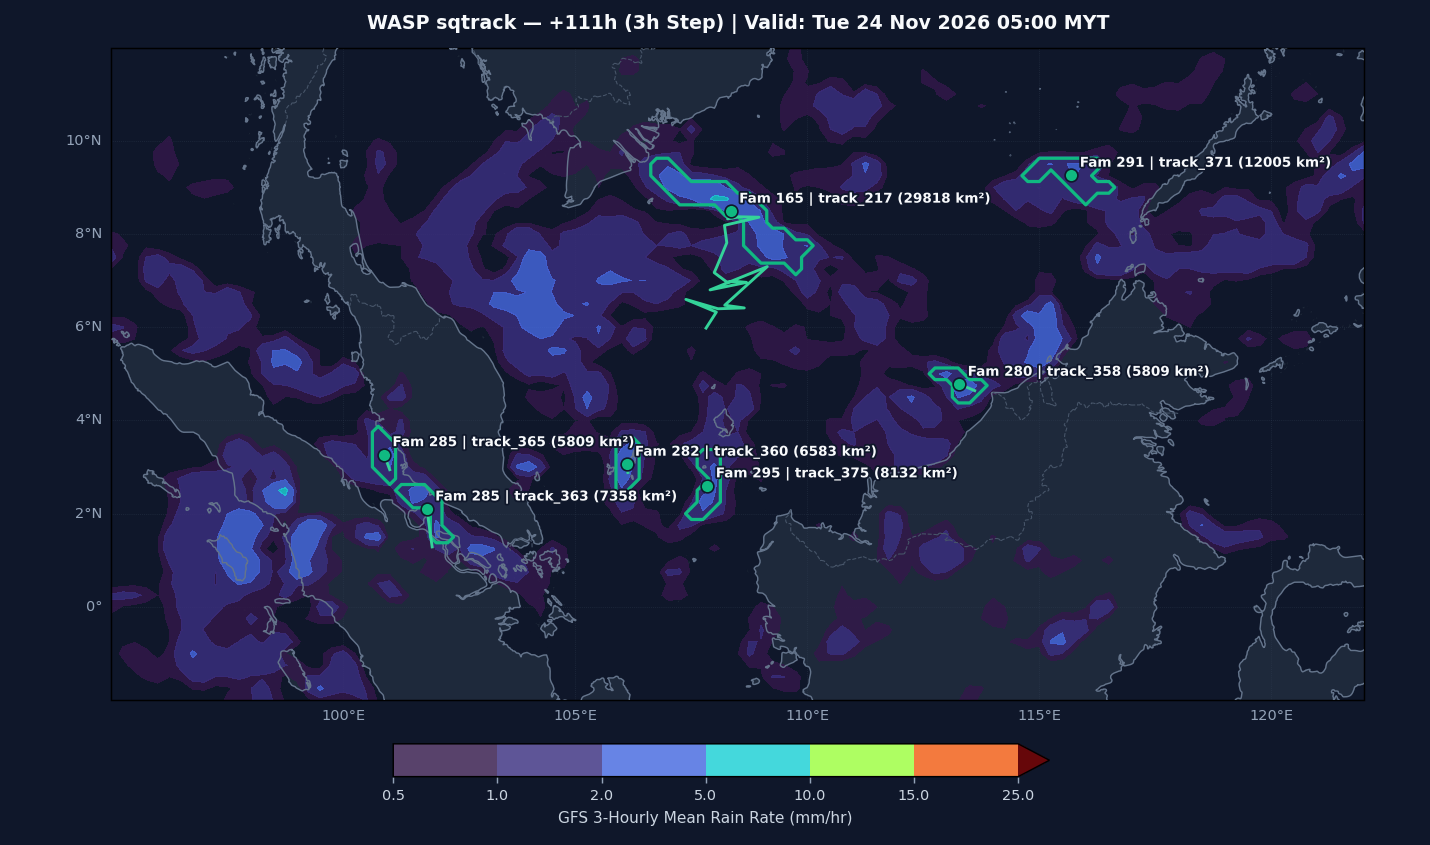 WASP sqtrack — +111h (3h Step) | Valid: Tue 24 Nov 2026 05:00 MYT
10°N
8°N
6°N
4°N
2°N
0°
Fam 291 | track_371 (12005 km²)
Fam 165 | track_217 (29818 km²)
Fam 280 | track_358 (5809 km²)
Fam 285 | track_365 (5809 km²)
Fam 282 | track_360 (6583 km²)
Fam 295 | track_375 (8132 km²)
Fam 285 | track_363 (7358 km²)
100°E 105°E 110°E 115°E 120°E
0.5 1.0 2.0 5.0 10.0 15.0 25.0
GFS 3-Hourly Mean Rain Rate (mm/hr)